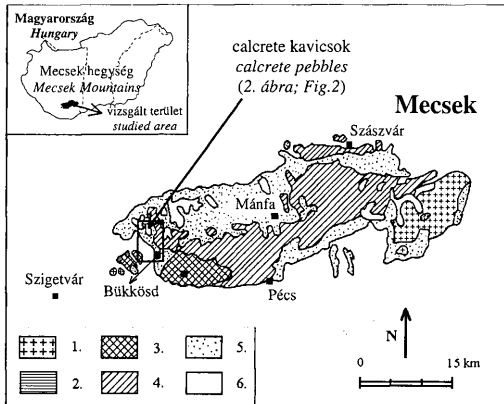 Magyarország
Hungary
Mecsek hegység
Mecsek Mountains
vizsgált terület
studied area
calcrete kavicsok
calcrete pebbles
(2. ábra; Fig.2)
Mecsek
Szászvár
Mánfa
Szigetvár
Bükkösd
Pécs
N
1.
3.
5.
2.
4.
6.
0
15 km